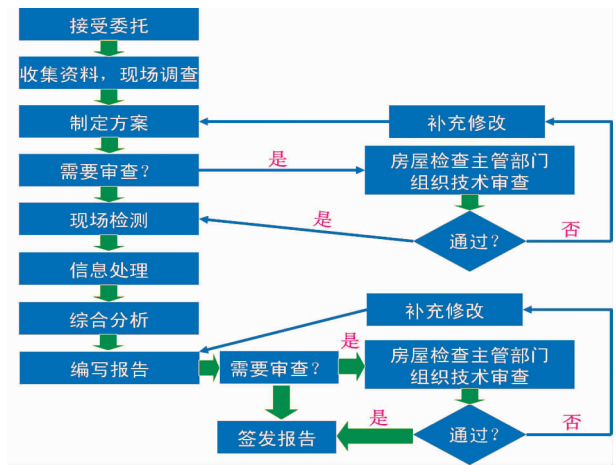 接受委托
收集资料，现场调查
制定方案
补充修改
需要审查？
是
房屋检查主管部门
组织技术审查
现场检测
是
通过？
否
信息处理
综合分析
补充修改
编写报告
需要审查？
是
房屋检查主管部门
组织技术审查
签发报告
是
通过？
否